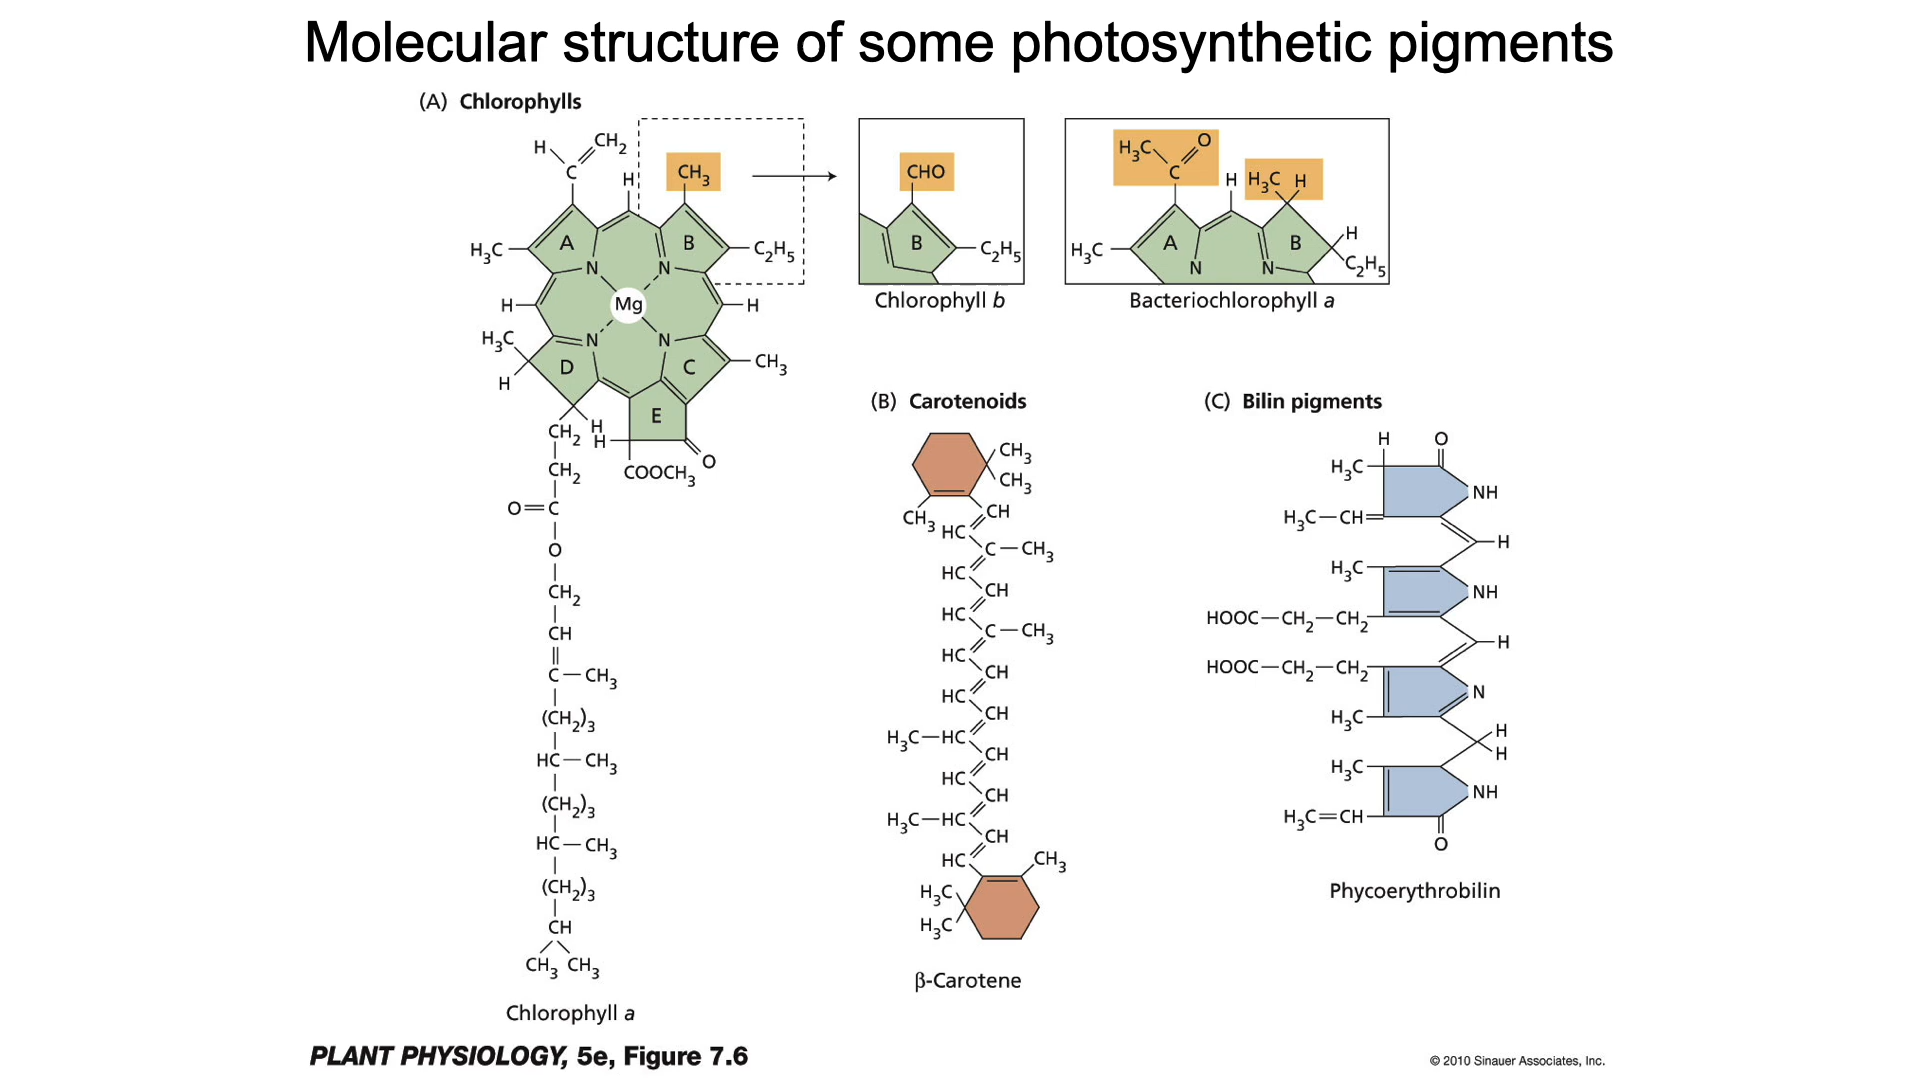 Molecular structure of some photosynthetic pigments
(A) Chlorophylls
H
CH2
C
H
CH3
H3C
A
B
C2H5
N
N
H
Mg
H
H3C
N
N
H
D
C
CH3
E
CH2
H
H
O
COOCH3
CH2
O=C
O
CH2
CH
C—CH3
(CH2)3
HC—CH3
(CH2)3
HC—CH3
(CH2)3
CH
CH3 CH3
Chlorophyll a
CHO
B
C2H5
Chlorophyll b
H3C
O
C
H
H3C H
H3C
A
B
H
C2H5
N
N
Bacteriochlorophyll a
(B) Carotenoids
CH3
CH3
CH3
CH
HC
C—CH3
HC
CH
HC
C—CH3
HC
CH
HC
CH
H3C—HC
CH
HC
CH
H3C—HC
CH
HC
CH3
H3C
H3C
β-Carotene
(C) Bilin pigments
H
O
H3C
NH
H3C—CH=
H
H3C
NH
HOOC—CH2—CH2
H
HOOC—CH2—CH2
N
H3C
H
H
H3C
NH
H3C=CH
O
Phycoerythrobilin
PLANT PHYSIOLOGY, 5e, Figure 7.6
© 2010 Sinauer Associates, Inc.